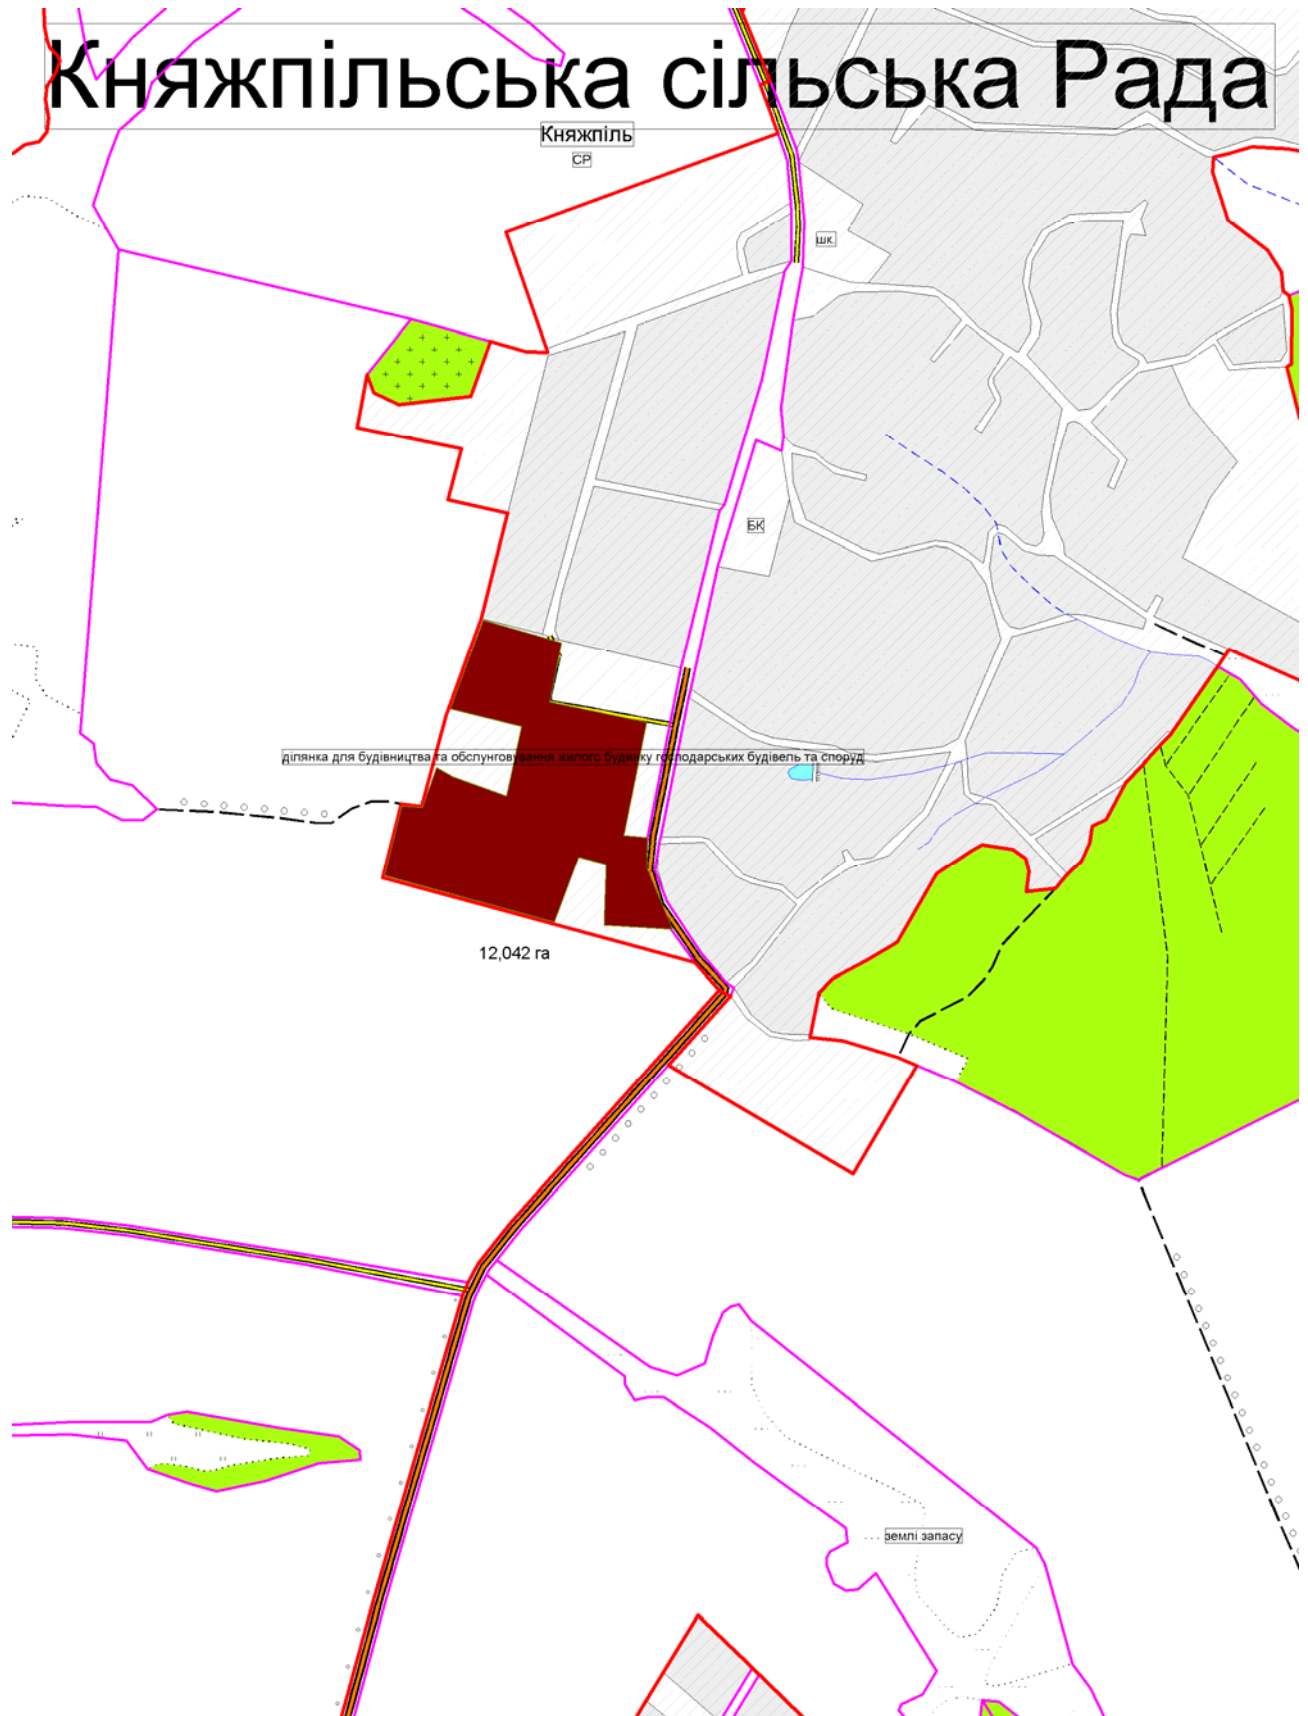 Княжпільська сільська Рада
Княжпіль
СР
шк.
БК
ділянка для будівництва та обслунговування жилого будинку господарських будівель та споруд
12,042 га
землі запасу